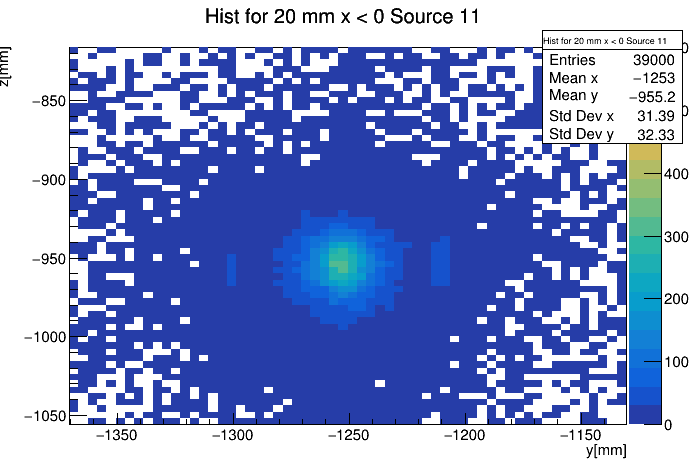 Hist for 20 mm x < 0 Source 11
z[mm]
Hist for 20 mm x < 0 Source 11
Entries 39000
Mean x −1253
Mean y −955.2
Std Dev x 31.39
Std Dev y 32.33
−850
−900
−950
−1000
−1050
−1350
−1300
−1250
−1200
−1150
y[mm]
400
300
200
100
0